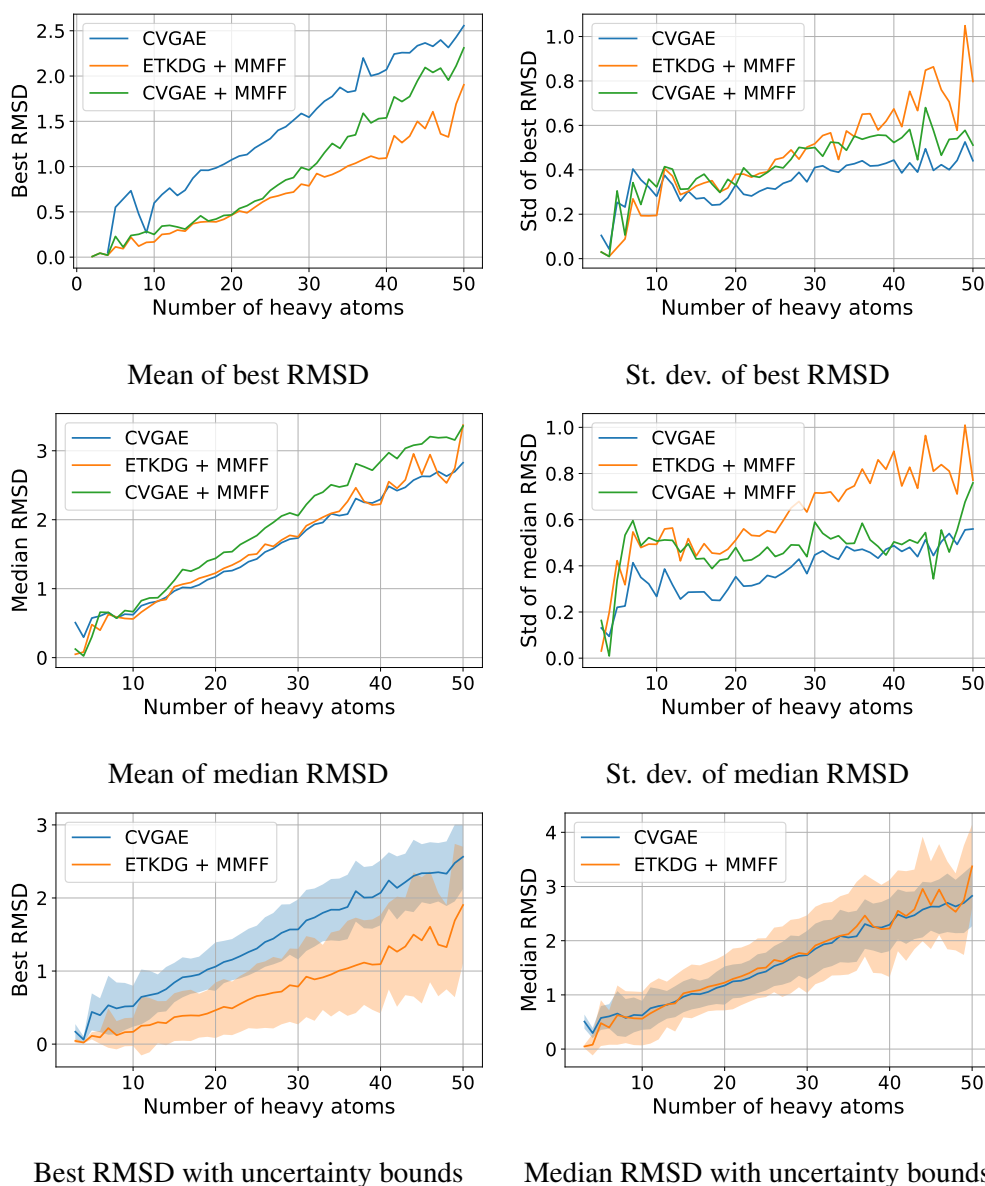 CVGAE
ETKDG + MMFF
CVGAE + MMFF
Best RMSD
2.5
2.0
1.5
1.0
0.5
0.0
0 10 20 30 40 50
Number of heavy atoms
Mean of best RMSD
CVGAE
ETKDG + MMFF
CVGAE + MMFF
Std of best RMSD
1.0
0.8
0.6
0.4
0.2
0.0
10 20 30 40 50
Number of heavy atoms
St. dev. of best RMSD
CVGAE
ETKDG + MMFF
CVGAE + MMFF
Median RMSD
3
2
1
0
10 20 30 40 50
Number of heavy atoms
Mean of median RMSD
CVGAE
ETKDG + MMFF
CVGAE + MMFF
Std of median RMSD
1.0
0.8
0.6
0.4
0.2
0.0
10 20 30 40 50
Number of heavy atoms
St. dev. of median RMSD
CVGAE
ETKDG + MMFF
Best RMSD
3
2
1
0
10 20 30 40 50
Number of heavy atoms
Best RMSD with uncertainty bounds
CVGAE
ETKDG + MMFF
Median RMSD
4
3
2
1
0
10 20 30 40 50
Number of heavy atoms
Median RMSD with uncertainty bounds